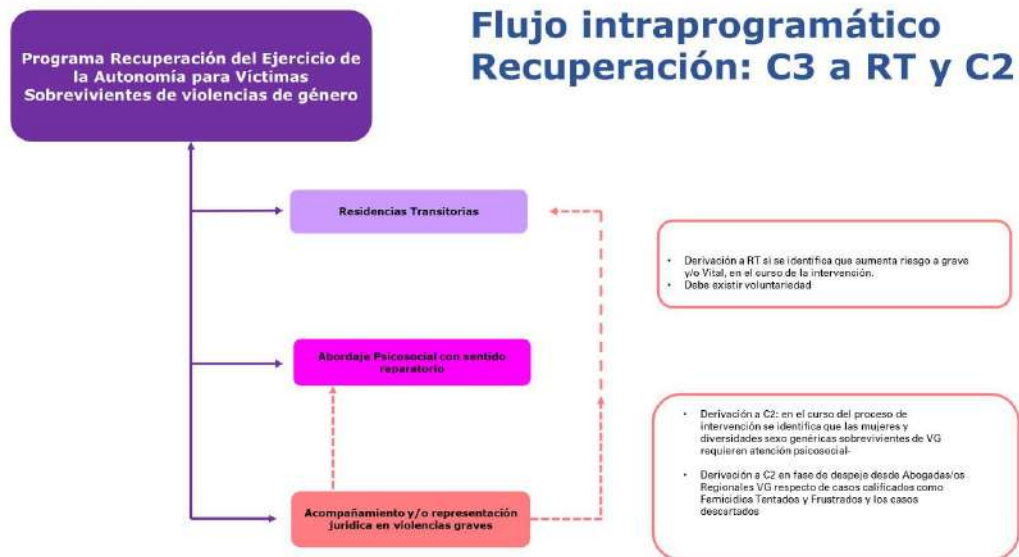 Flujo intraprogramático
Recuperación: C3 a RT y C2
Programa Recuperación del Ejercicio de
la Autonomía para Víctimas
Sobrevivientes de violencias de género
Residencias Transitorias
• Derivación a RT si se identifica que aumenta riesgo a grave
y/o Vital, en el curso de la intervención.
• Debe existir voluntariedad
Abordaje Psicosocial con sentido
reparatorio
• Derivación a C2: en el curso del proceso de
intervención se identifica que las mujeres y
diversidades sexo genéricas sobrevivientes de VG
requieren atención psicosocial-
• Derivación a C2 en fase de despeje desde Abogadas/os
Regionales VG respecto de casos calificados como
Femicidios Tentados y Frustrados y los casos
descartados
Acompañamiento y/o representación
jurídica en violencias graves